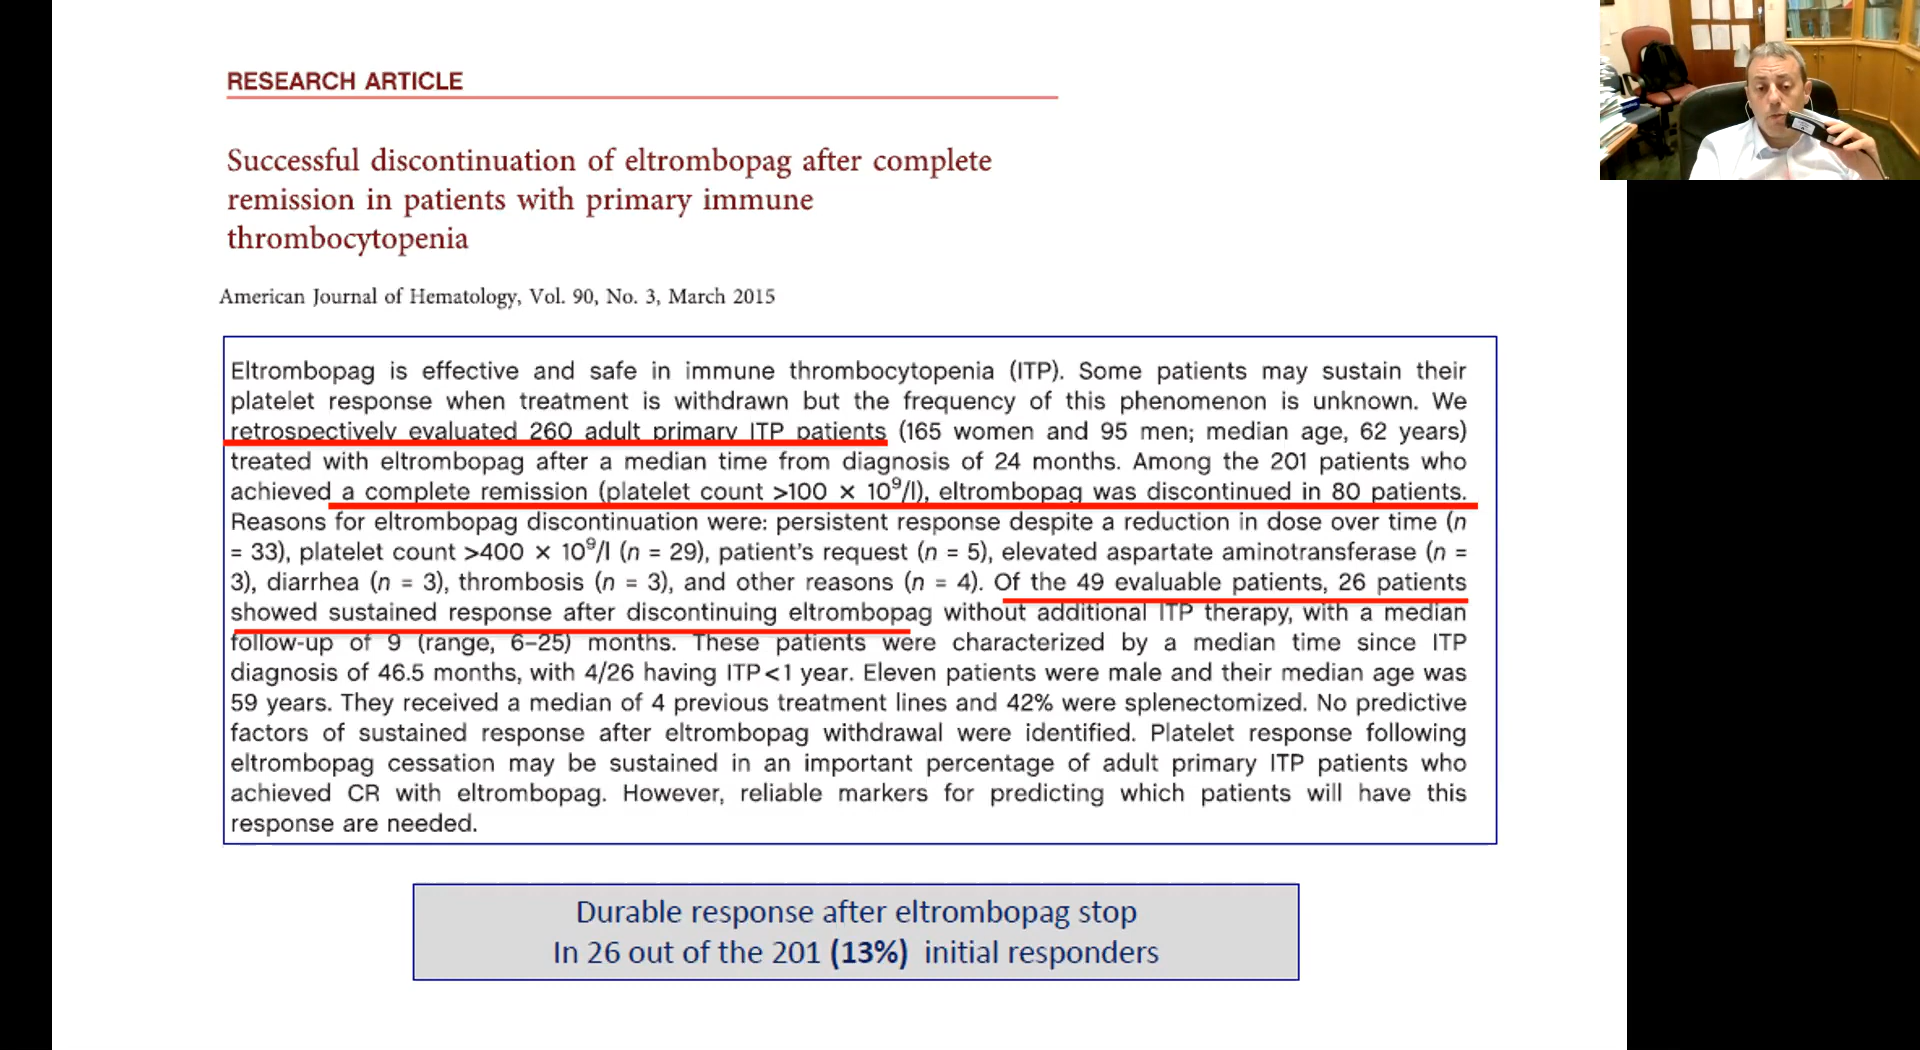 RESEARCH ARTICLE
Successful discontinuation of eltrombopag after complete
remission in patients with primary immune
thrombocytopenia
American Journal of Hematology, Vol. 90, No. 3, March 2015
Eltrombopag is effective and safe in immune thrombocytopenia (ITP). Some patients may sustain their
platelet response when treatment is withdrawn but the frequency of this phenomenon is unknown. We
retrospectively evaluated 260 adult primary ITP patients (165 women and 95 men; median age, 62 years)
treated with eltrombopag after a median time from diagnosis of 24 months. Among the 201 patients who
achieved a complete remission (platelet count >100 × 10⁹/l), eltrombopag was discontinued in 80 patients.
Reasons for eltrombopag discontinuation were: persistent response despite a reduction in dose over time (n
= 33), platelet count >400 × 10⁹/l (n = 29), patient's request (n = 5), elevated aspartate aminotransferase (n =
3), diarrhea (n = 3), thrombosis (n = 3), and other reasons (n = 4). Of the 49 evaluable patients, 26 patients
showed sustained response after discontinuing eltrombopag without additional ITP therapy, with a median
follow-up of 9 (range, 6–25) months. These patients were characterized by a median time since ITP
diagnosis of 46.5 months, with 4/26 having ITP<1 year. Eleven patients were male and their median age was
59 years. They received a median of 4 previous treatment lines and 42% were splenectomized. No predictive
factors of sustained response after eltrombopag withdrawal were identified. Platelet response following
eltrombopag cessation may be sustained in an important percentage of adult primary ITP patients who
achieved CR with eltrombopag. However, reliable markers for predicting which patients will have this
response are needed.
Durable response after eltrombopag stop
In 26 out of the 201 (13%) initial responders